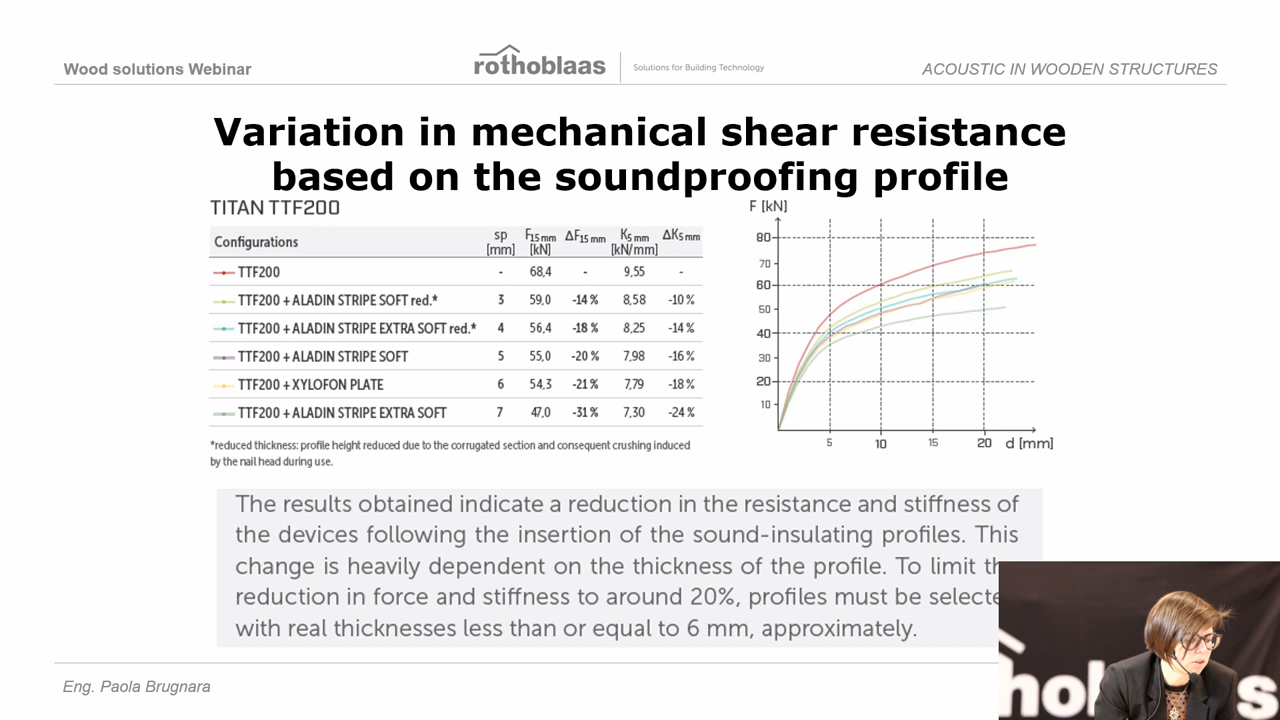 Wood solutions Webinar
rothoblaas
Solutions for Building Technology
ACOUSTIC IN WOODEN STRUCTURES
Variation in mechanical shear resistance
based on the soundproofing profile
TITAN TTF200
Configurations sp [mm] F15 mm [kN] ΔF15 mm K5 mm [kN/mm] ΔK5 mm
TTF200 - 68,4 - 9,55 -
TTF200 + ALADIN STRIPE SOFT red.* 3 59,0 -14 % 8,58 -10 %
TTF200 + ALADIN STRIPE EXTRA SOFT red.* 4 56,4 -18 % 8,25 -14 %
TTF200 + ALADIN STRIPE SOFT 5 55,0 -20 % 7,98 -16 %
TTF200 + XYLOFON PLATE 6 54,3 -21 % 7,79 -18 %
TTF200 + ALADIN STRIPE EXTRA SOFT 7 47,0 -31 % 7,30 -24 %
*reduced thickness: profile height reduced due to the corrugated section and consequent crushing induced
by the nail head during use.
F [kN]
80
70
60
50
40
30
20
10
5 10 15 20 d [mm]
The results obtained indicate a reduction in the resistance and stiffness of
the devices following the insertion of the sound-insulating profiles. This
change is heavily dependent on the thickness of the profile. To limit
reduction in force and stiffness to around 20%, profiles must be
with real thicknesses less than or equal to 6 mm, approximately.
Eng. Paola Brugnara